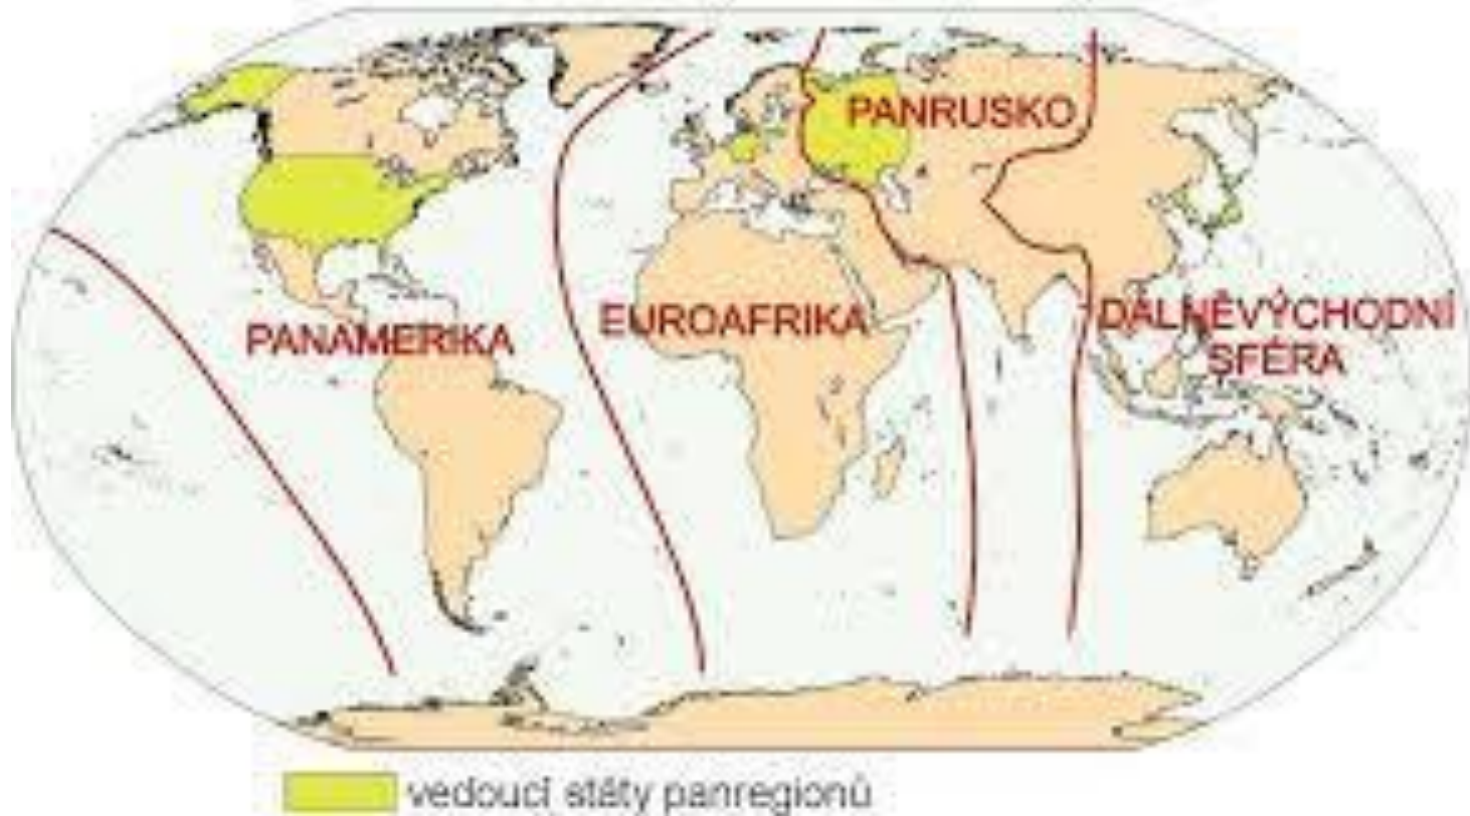 PANRUSKO
PANAMERIKA
EUROAFRIKA
DÁLNĚVÝCHODNÍ
SFÉRA
vedoucí státy panregionů